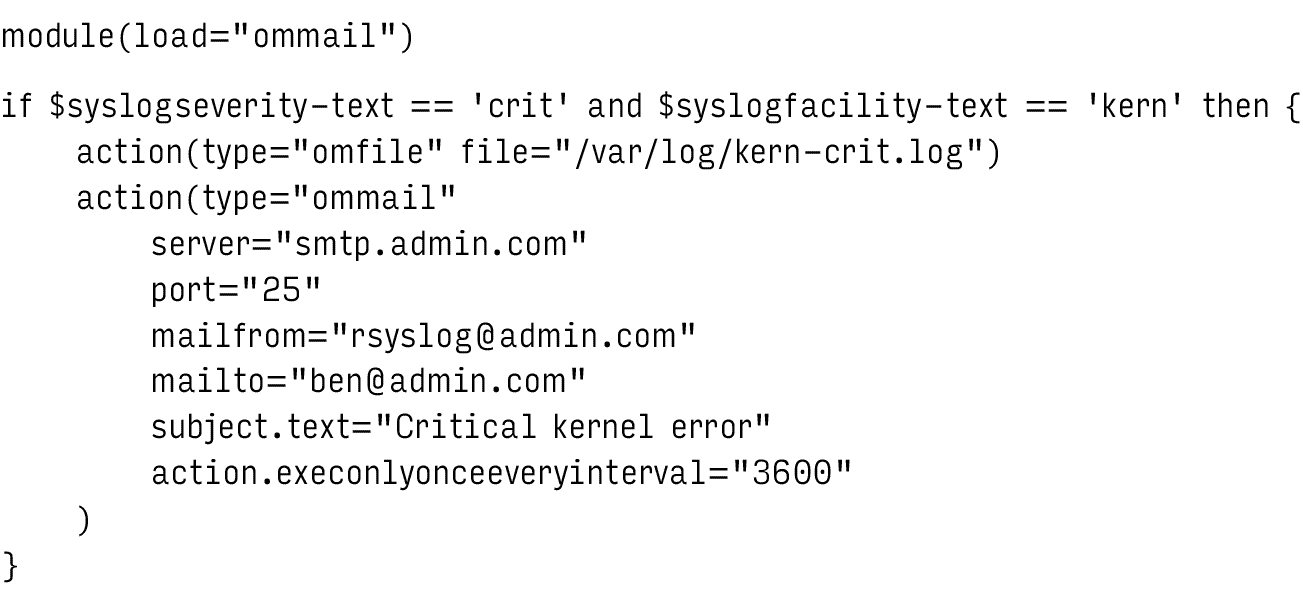 module(load="ommail")
if $syslogseverity-text == 'crit' and $syslogfacility-text == 'kern' then {
action(type="omfile" file="/var/log/kern-crit.log")
action(type="ommail"
server="smtp.admin.com"
port="25"
mailfrom="rsyslog@admin.com"
mailto="ben@admin.com"
subject.text="Critical kernel error"
action.execonlyonceeveryinterval="3600"
)
}